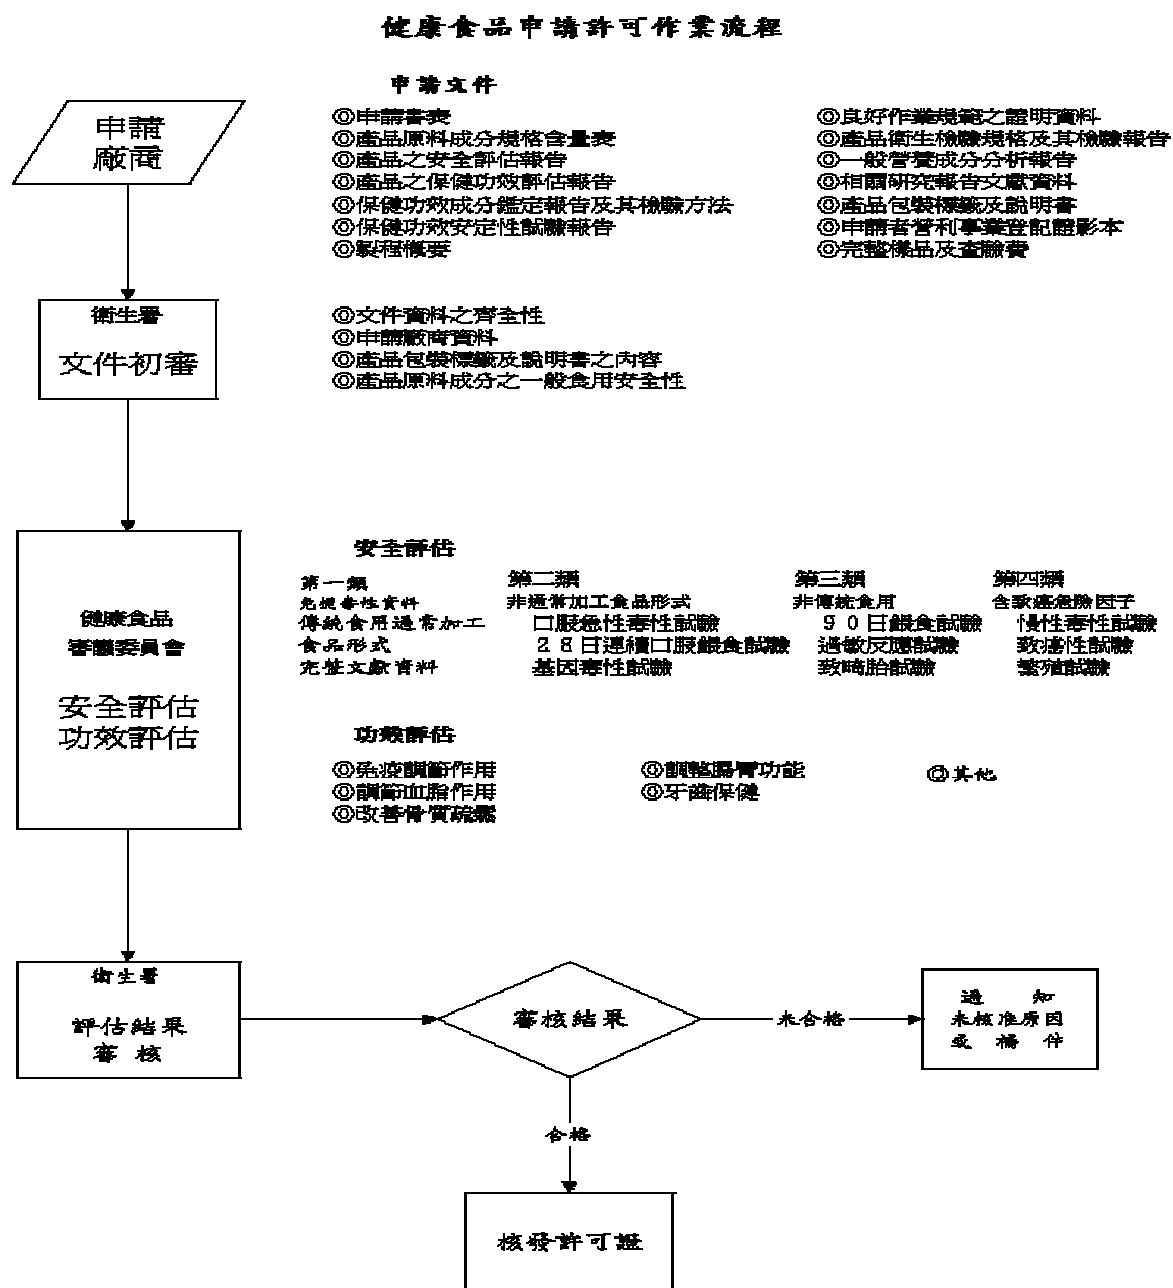 健康食品申請許可作業流程
申請文件
申請
廠商
◎申請書表
◎產品原料成分規格含量表
◎產品之安全評估報告
◎產品之保健功效評估報告
◎保健功效成分鑑定報告及其檢驗方法
◎保健功效安定性試驗報告
◎製程概要
◎良好作業規範之證明資料
◎產品衛生檢驗規格及其檢驗報告
◎一般營養成分分析報告
◎相關研究報告文獻資料
◎產品包裝標籤及說明書
◎申請者營利事業登記證影本
◎完整樣品及查驗費
衛生署
文件初審
◎文件資料之齊全性
◎申請廠商資料
◎產品包裝標籤及說明書之內容
◎產品原料成分之一般食用安全性
健康食品
審議委員會
安全評估
功效評估
安全評估
第一類
免提毒性資料
傳統食用通常加工
食品形式
完整文獻資料
第二類
非通常加工食品形式
口服急性毒性試驗
28日連續口服餵食試驗
基因毒性試驗
第三類
非傳統食用
90日餵食試驗
過敏反應試驗
致畸胎試驗
第四類
含致癌危險因子
慢性毒性試驗
致癌性試驗
繁殖試驗
功效評估
◎免疫調節作用
◎調節血脂作用
◎改善骨質疏鬆
◎調整腸胃功能
◎牙齒保健
◎其他
衛生署
評估結果
審核
審核結果
未合格
通 知
未核准原因
或 補 件
合格
核發許可證